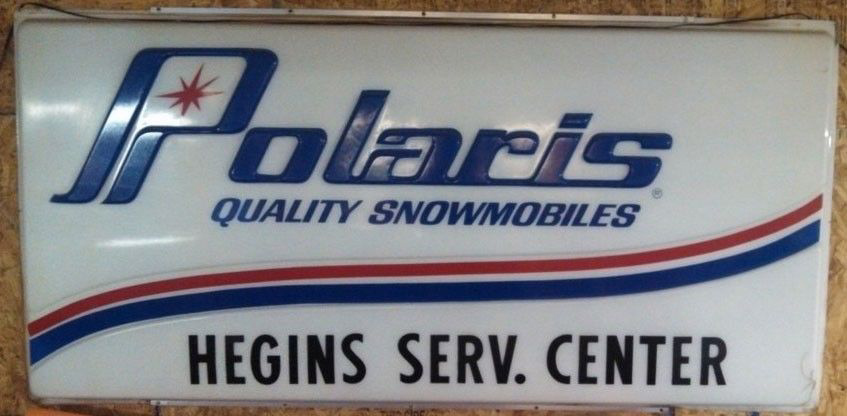 Polaris®
QUALITY SNOWMOBILES
HEGINS SERV. CENTER